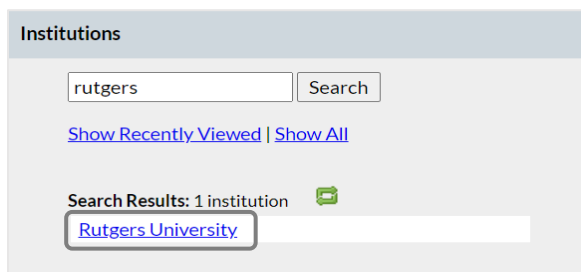 Institutions
rutgers Search
Show Recently Viewed | Show All
Search Results: 1 institution
Rutgers University